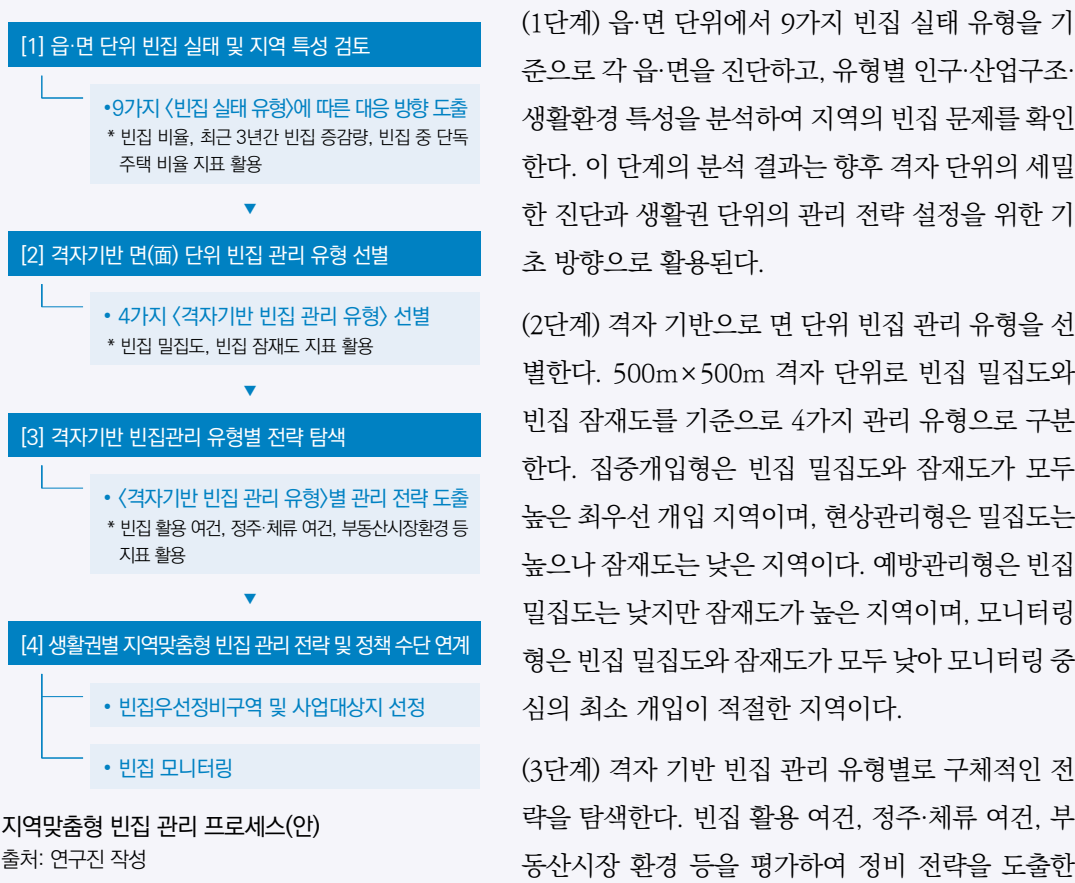 [1] 읍·면 단위 빈집 실태 및 지역 특성 검토
•9가지 〈빈집 실태 유형〉에 따른 대응 방향 도출
* 빈집 비율, 최근 3년간 빈집 증감량, 빈집 중 단독
주택 비율 지표 활용
▼
[2] 격자기반 면(面) 단위 빈집 관리 유형 선별
• 4가지 〈격자기반 빈집 관리 유형〉 선별
* 빈집 밀집도, 빈집 잠재도 지표 활용
▼
[3] 격자기반 빈집관리 유형별 전략 탐색
• 〈격자기반 빈집 관리 유형〉별 관리 전략 도출
* 빈집 활용 여건, 정주·체류 여건, 부동산시장환경 등
지표 활용
▼
[4] 생활권별 지역맞춤형 빈집 관리 전략 및 정책 수단 연계
• 빈집우선정비구역 및 사업대상지 선정
• 빈집 모니터링
지역맞춤형 빈집 관리 프로세스(안)
출처: 연구진 작성
(1단계) 읍·면 단위에서 9가지 빈집 실태 유형을 기
준으로 각 읍·면을 진단하고, 유형별 인구·산업구조·
생활환경 특성을 분석하여 지역의 빈집 문제를 확인
한다. 이 단계의 분석 결과는 향후 격자 단위의 세밀
한 진단과 생활권 단위의 관리 전략 설정을 위한 기
초 방향으로 활용된다.
(2단계) 격자 기반으로 면 단위 빈집 관리 유형을 선
별한다. 500m×500m 격자 단위로 빈집 밀집도와
빈집 잠재도를 기준으로 4가지 관리 유형으로 구분
한다. 집중개입형은 빈집 밀집도와 잠재도가 모두
높은 최우선 개입 지역이며, 현상관리형은 밀집도는
높으나 잠재도는 낮은 지역이다. 예방관리형은 빈집
밀집도는 낮지만 잠재도가 높은 지역이며, 모니터링
형은 빈집 밀집도와 잠재도가 모두 낮아 모니터링 중
심의 최소 개입이 적절한 지역이다.
(3단계) 격자 기반 빈집 관리 유형별로 구체적인 전
략을 탐색한다. 빈집 활용 여건, 정주·체류 여건, 부
동산시장 환경 등을 평가하여 정비 전략을 도출한